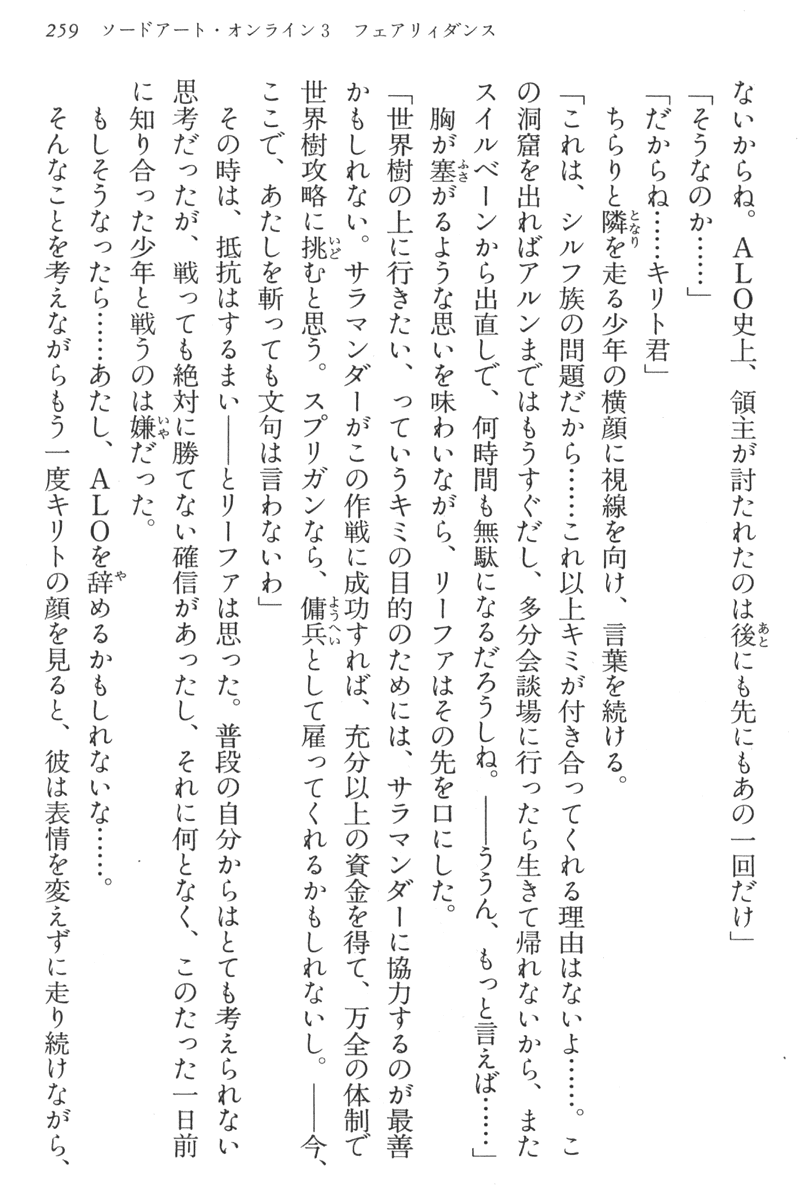 259　ソードアート・オンライン3　フェアリィダンス
ないからね。ALO史上、領主が討たれたのは後にも先にもあの一回だけ」
「そうなのか……」
「だからね……キリト君」
ちらりと隣を走る少年の横顔に視線を向け、言葉を続ける。
「これは、シルフ族の問題だから……これ以上キミが付き合ってくれる理由はないよ……。こ
の洞窟を出ればアルンまではもうすぐだし、多分会談場に行ったら生きて帰れないから、また
スイルベーンから出直しで、何時間も無駄になるだろうしね。――ううん、もっと言えば……」
胸が塞がるような思いを味わいながら、リーファはその先を口にした。
「世界樹の上に行きたい、っていうキミの目的のためには、サラマンダーに協力するのが最善
かもしれない。サラマンダーがこの作戦に成功すれば、充分以上の資金を得て、万全の体制で
世界樹攻略に挑むと思う。スプリガンなら、傭兵として雇ってくれるかもしれないし。――今、
ここで、あたしを斬っても文句は言わないわ」
その時は、抵抗はするまい――とリーファは思った。普段の自分からはとても考えられない
思考だったが、戦っても絶対に勝てない確信があったし、それに何となく、このたった一日前
に知り合った少年と戦うのは嫌だった。
もしそうなったら……あたし、ALOを辞めるかもしれないな……。
そんなことを考えながらもう一度キリトの顔を見ると、彼は表情を変えずに走り続けながら、